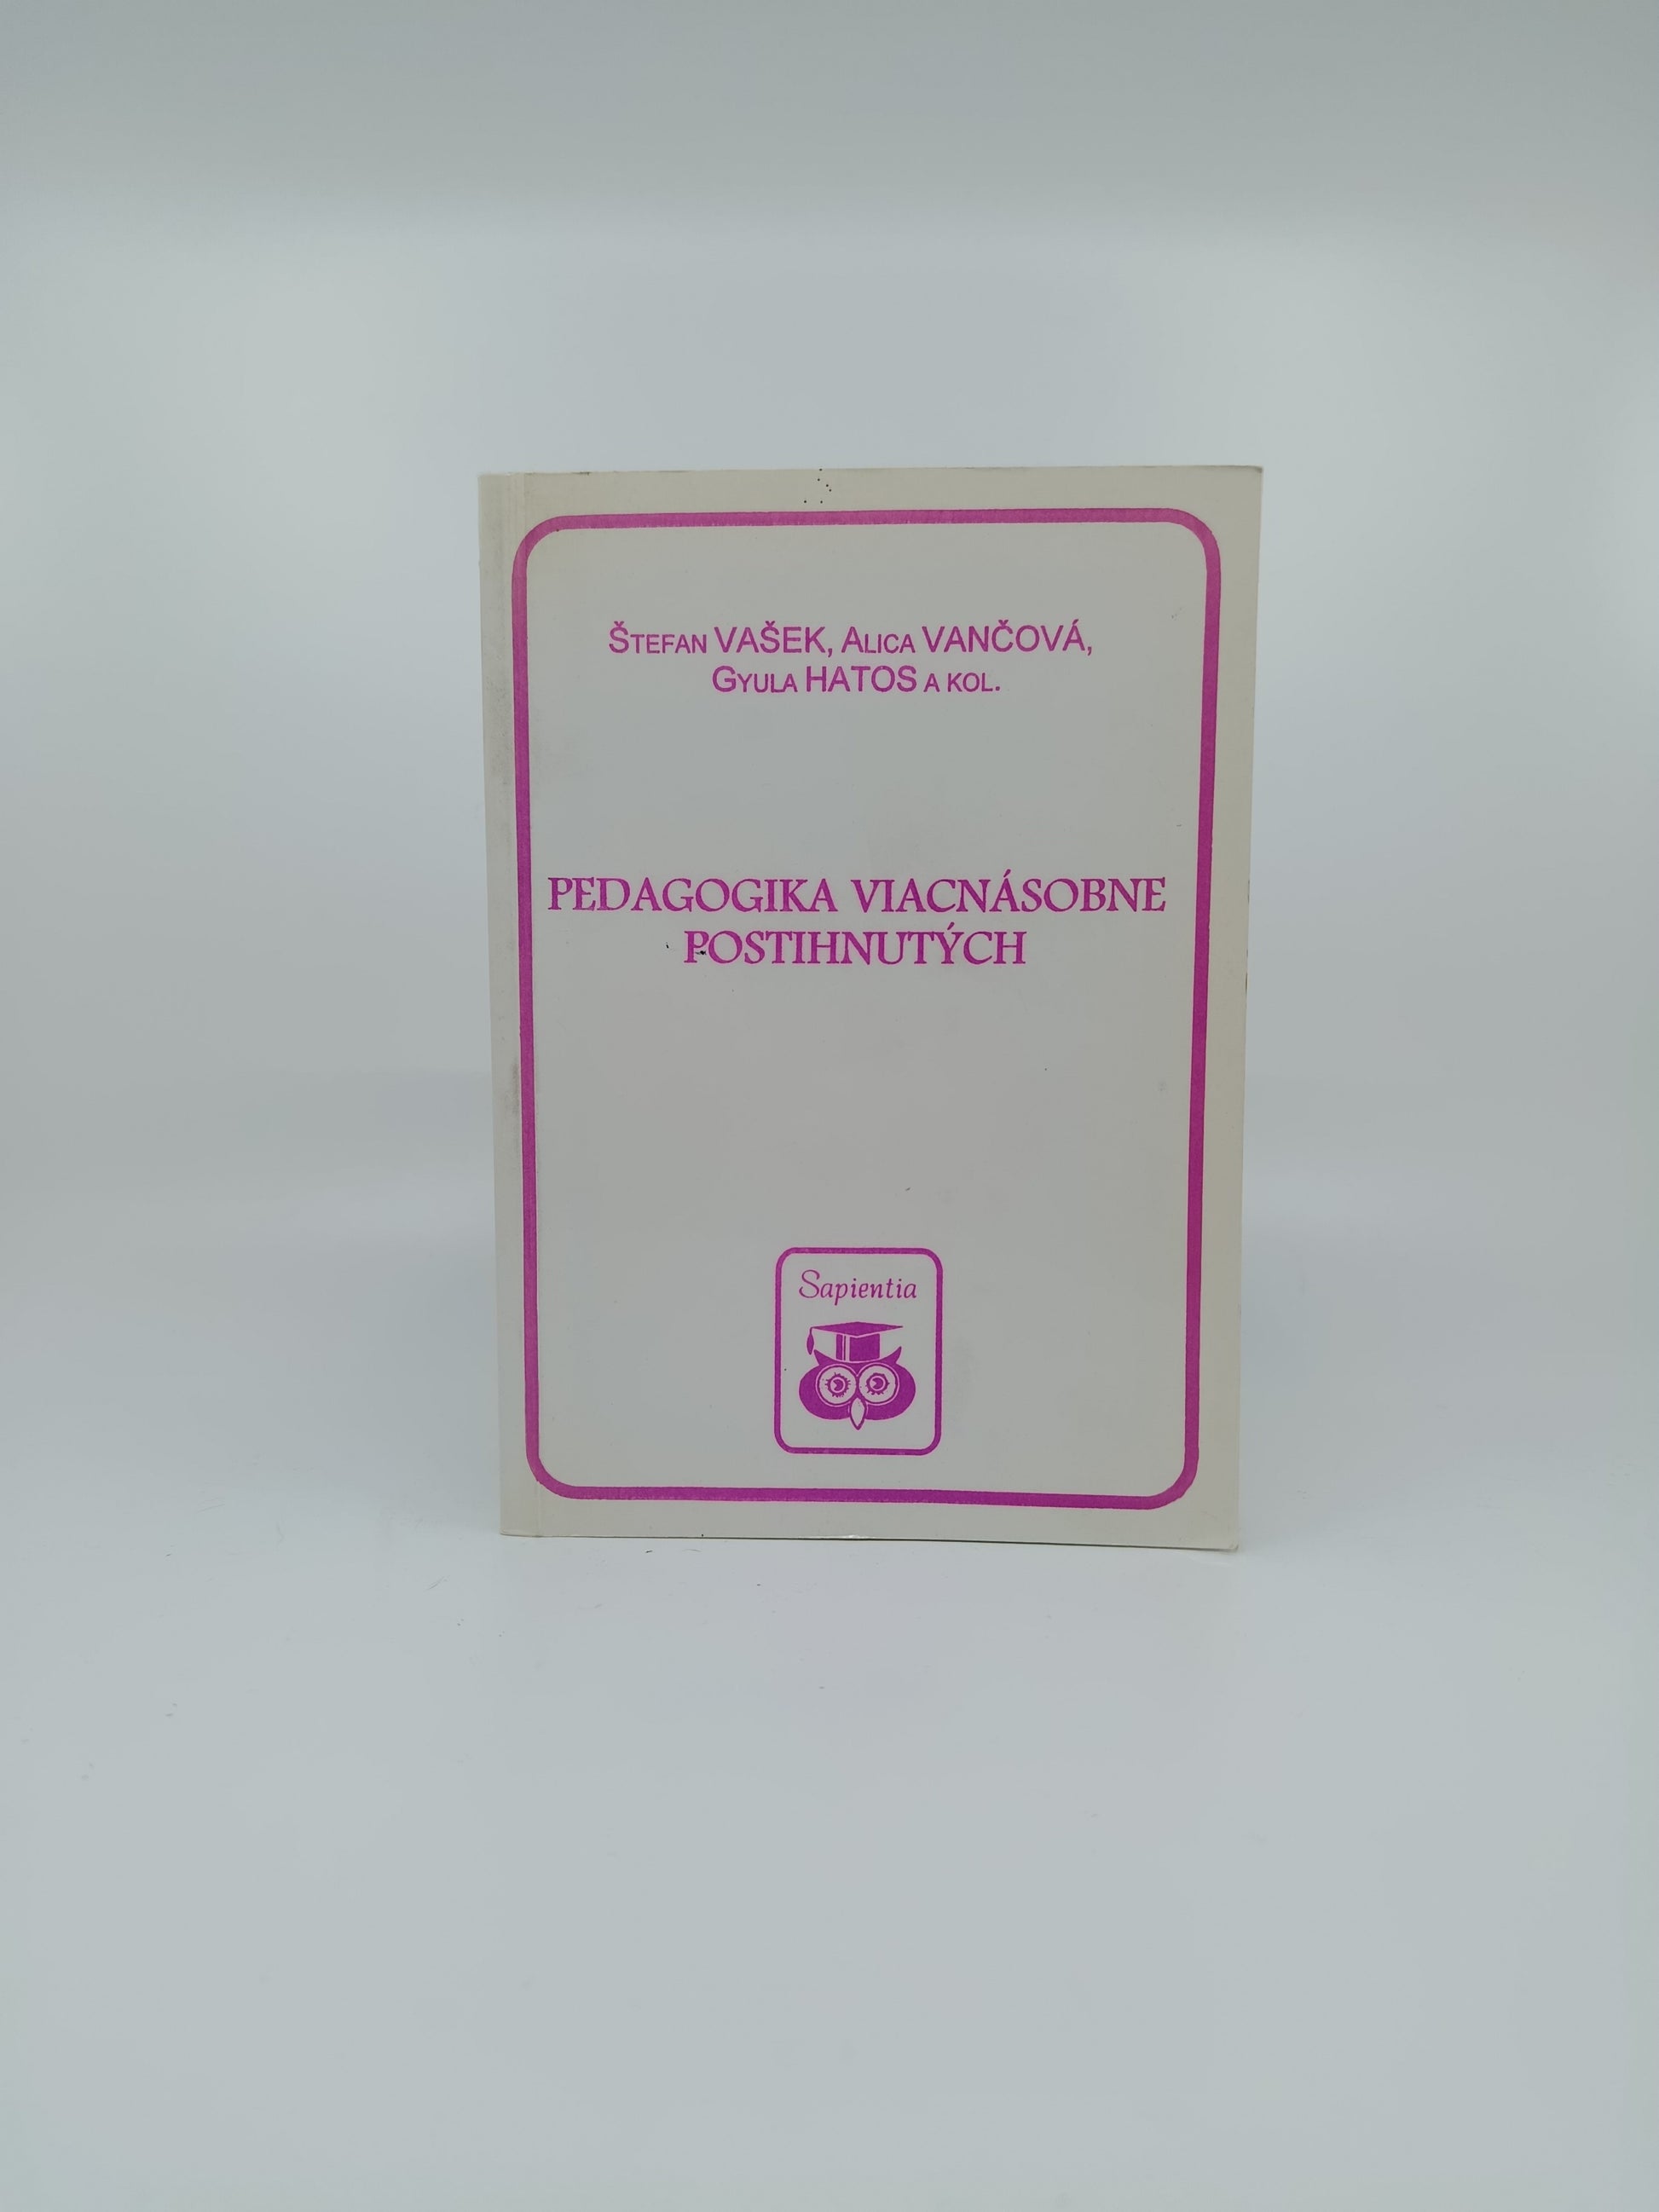 ŠTEFAN VAŠEK, ALICA VANČOVÁ,
GYULA HATOS A KOL.
PEDAGOGIKA VIACNÁSOBNE
POSTIHNUTÝCH
Sapientia